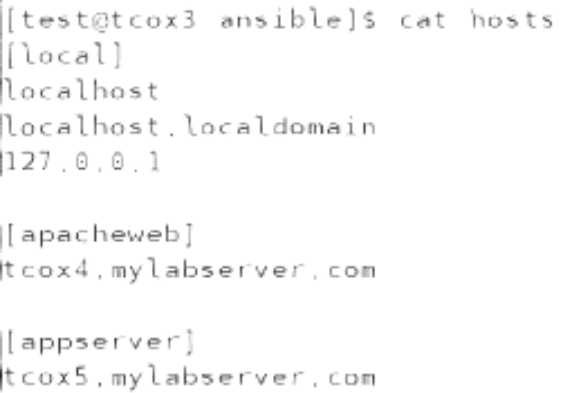 [test@tcox3 ansible]$ cat hosts
[local]
localhost
localhost.localdomain
127.0.0.1
[apacheweb]
tcox4.mylabserver.com
[appserver]
tcox5.mylabserver.com